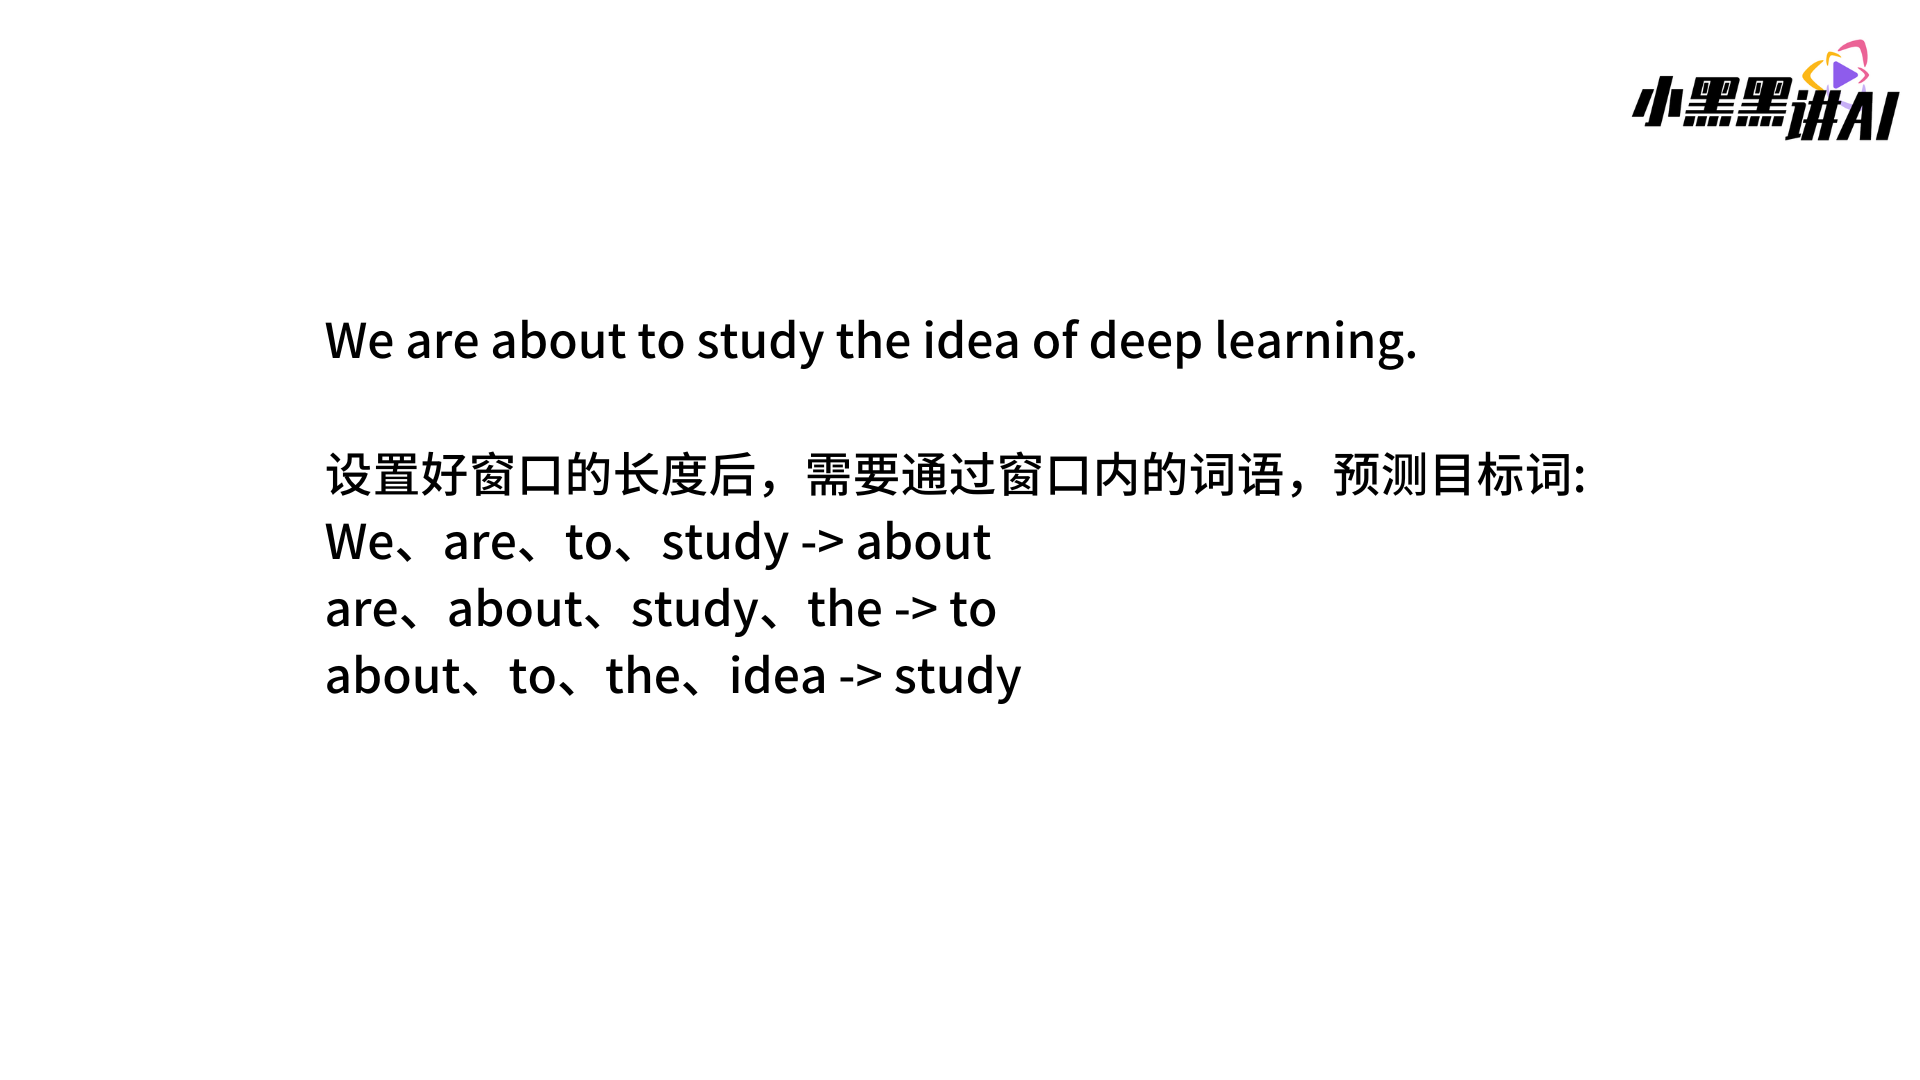 小黑黑讲AI
We are about to study the idea of deep learning.
设置好窗口的长度后，需要通过窗口内的词语，预测目标词:
We、are、to、study -> about
are、about、study、the -> to
about、to、the、idea -> study